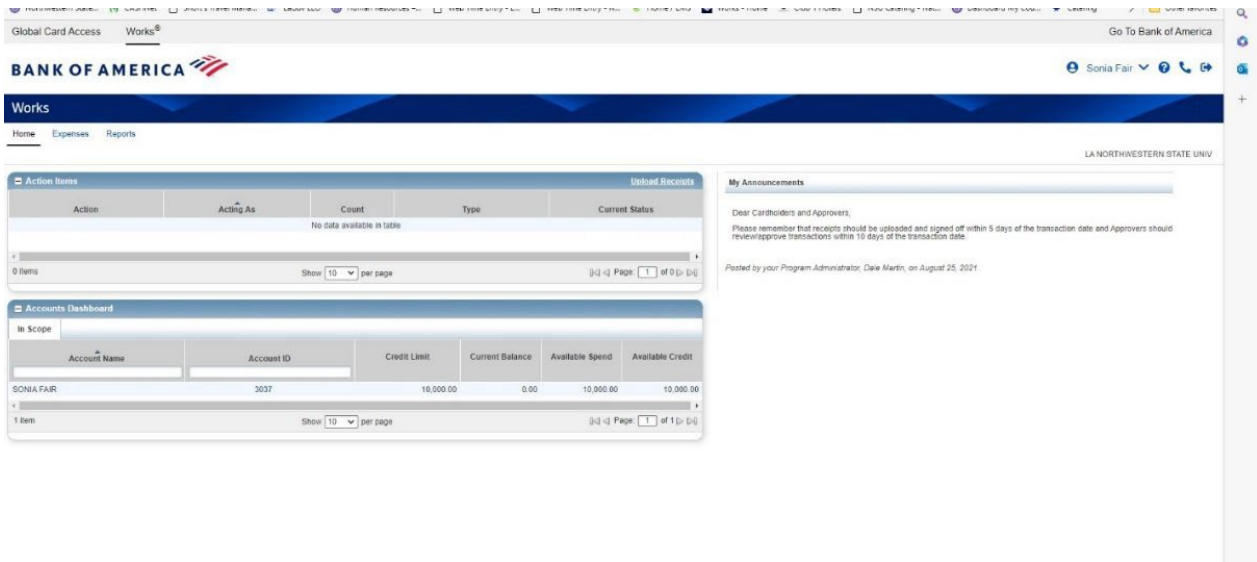 Global Card Access Works®
Go To Bank of America
BANK OF AMERICA
Sonia Fair
Works
Home Expenses Reports
LA NORTHWESTERN STATE UNIV
Action Items Upload Receipts
Action Acting As Count Type Current Status
No data available in table
0 Items Show 10 per page Page: 1 of 0
My Announcements
Dear Cardholders and Approvers,
Please remember that receipts should be uploaded and signed off within 5 days of the transaction date and Approvers should
review/approve transactions within 10 days of the transaction date.
Posted by your Program Administrator, Dale Martin, on August 25, 2021
Accounts Dashboard
In Scope
Account Name Account ID Credit Limit Current Balance Available Spend Available Credit
SONIA FAIR 3037 10,000.00 0.00 10,000.00 10,000.00
1 item Show 10 per page Page: 1 of 1